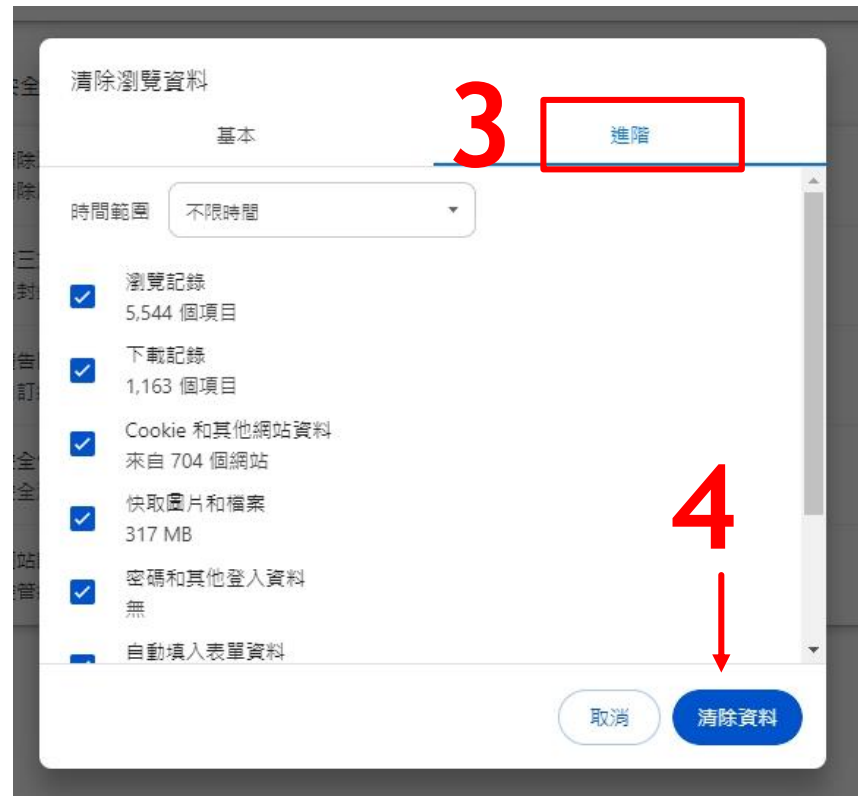 清除瀏覽資料
基本
3
進階
時間範圍 不限時間
瀏覽記錄
5,544 個項目
下載記錄
1,163 個項目
Cookie 和其他網站資料
來自 704 個網站
快取圖片和檔案
317 MB
密碼和其他登入資料
無
自動填入表單資料
4
取消 清除資料